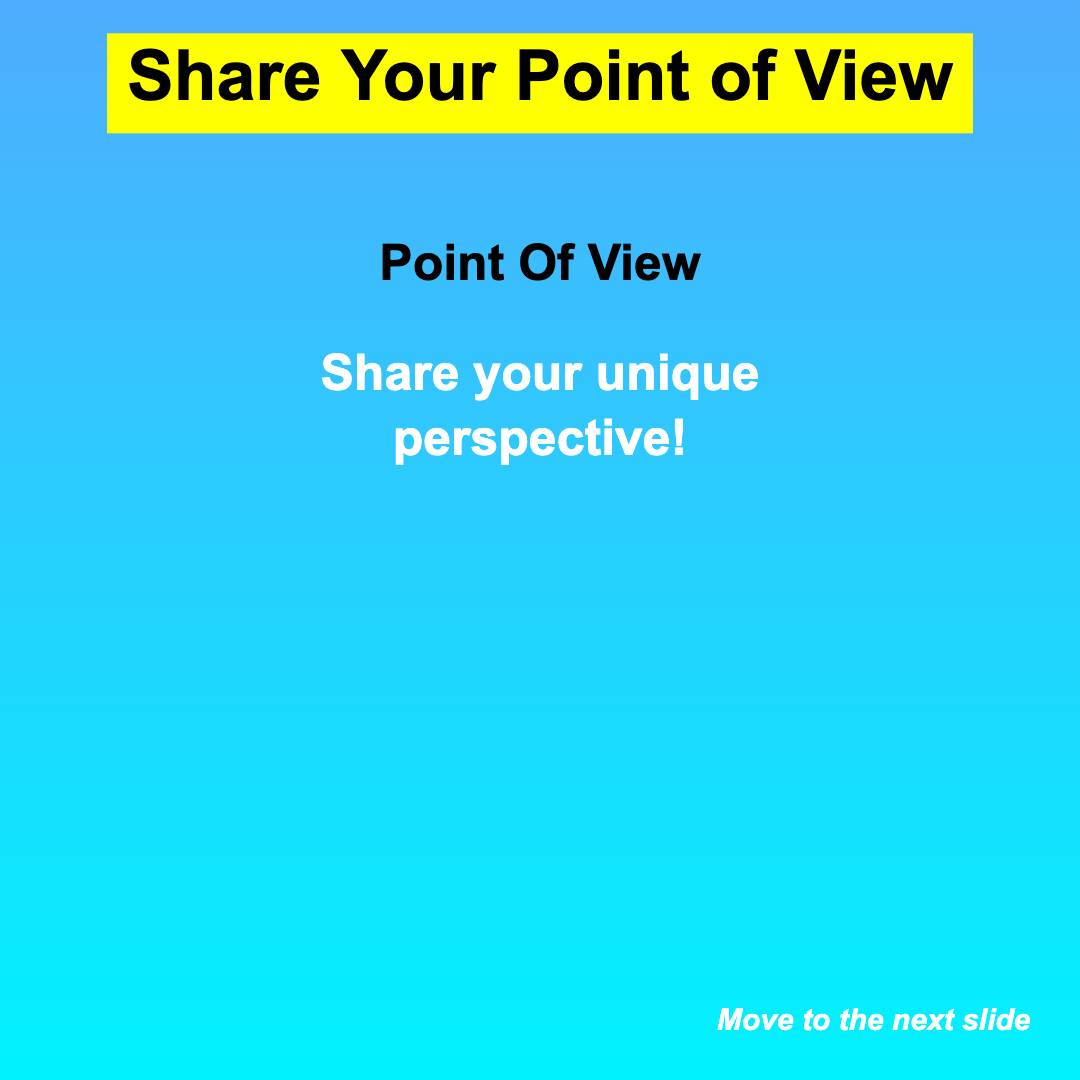 Share Your Point of View
Point Of View
Share your unique
perspective!
Move to the next slide